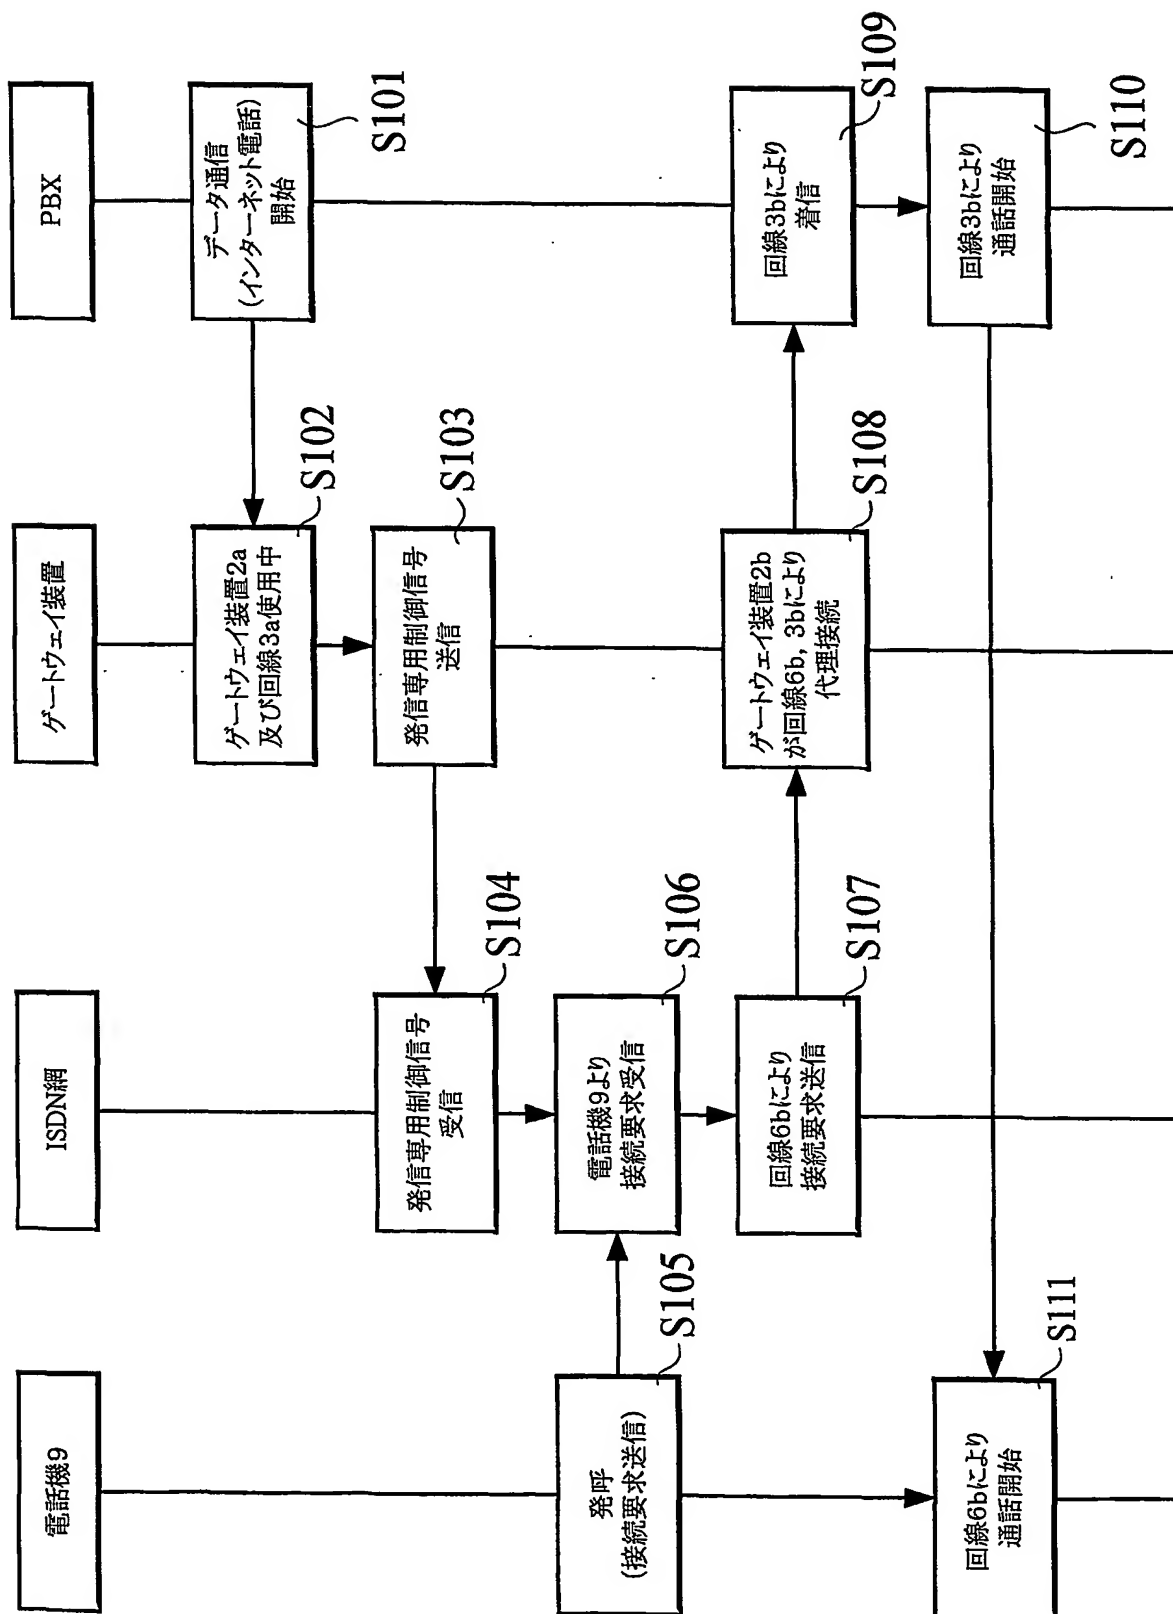 電話機9
ISDN網
ゲートウェイ装置
PBX
データ通信
(インターネット電話)
開始
S101
ゲートウェイ装置2a
及び回線3a使用中
S102
発信専用制御信号
送信
S103
発信専用制御信号
受信
S104
発呼
(接続要求送信)
S105
電話機9より
接続要求受信
S106
回線6bにより
接続要求送信
S107
ゲートウェイ装置2b
が回線6b, 3bにより
代理接続
S108
回線3bにより
着信
S109
回線3bにより
通話開始
S110
回線6bにより
通話開始
S111